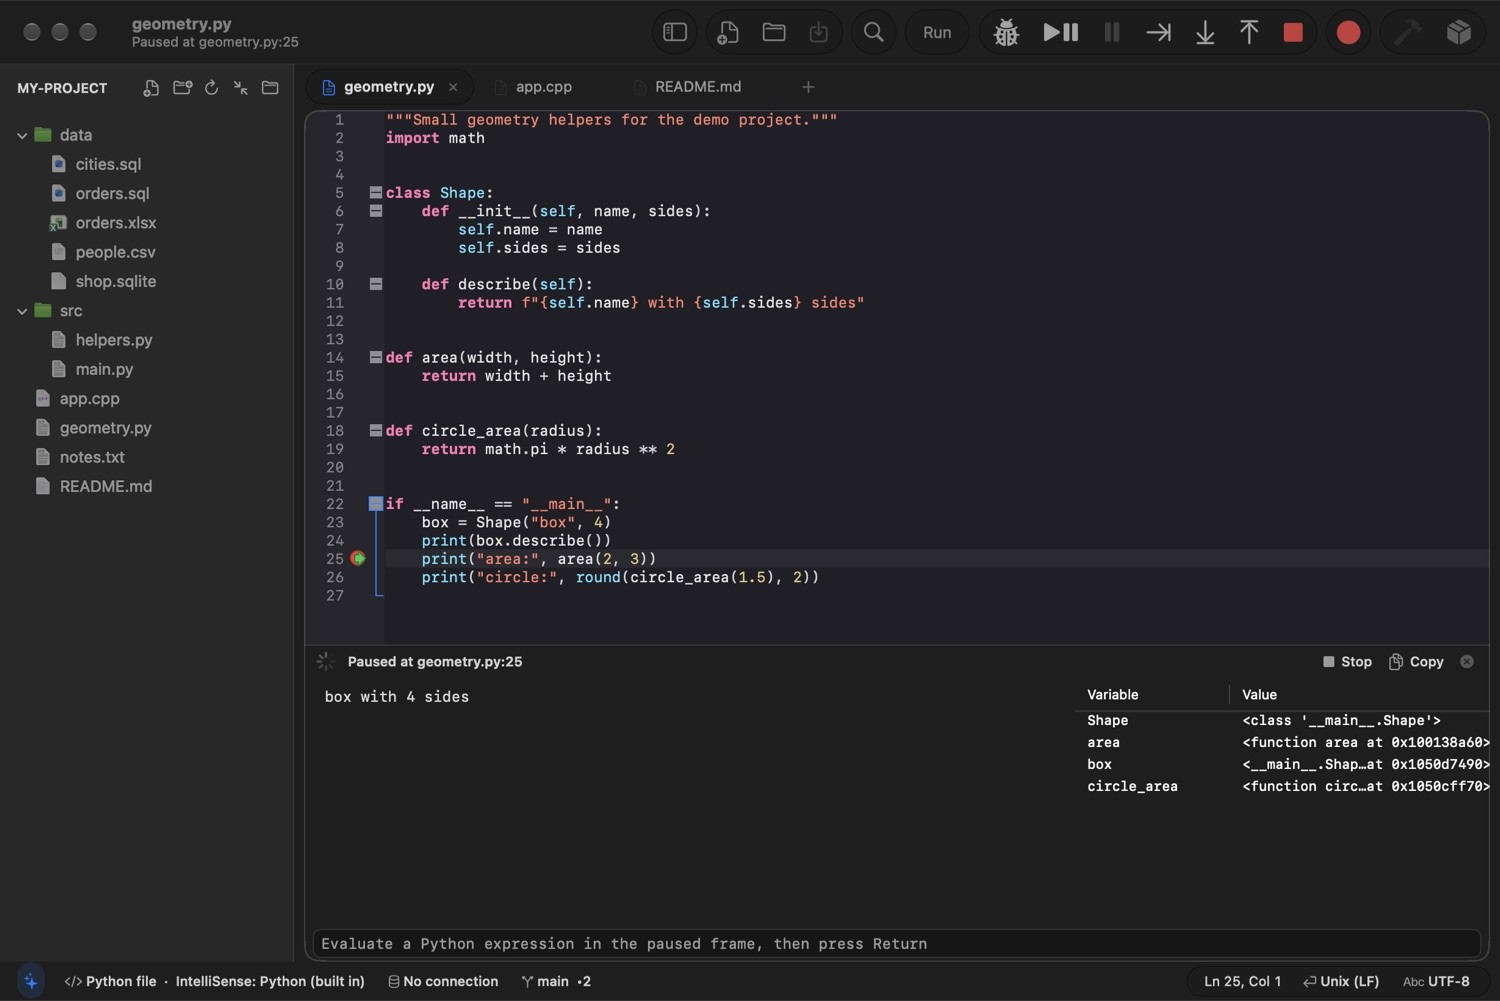 geometry.py
Paused at geometry.py:25
Run
MY-PROJECT
data
cities.sql
orders.sql
orders.xlsx
people.csv
shop.sqlite
src
helpers.py
main.py
app.cpp
geometry.py
notes.txt
README.md
geometry.py
app.cpp
README.md
1 """Small geometry helpers for the demo project."""
2 import math
3
4
5 class Shape:
6     def __init__(self, name, sides):
7         self.name = name
8         self.sides = sides
9
10     def describe(self):
11         return f"{self.name} with {self.sides} sides"
12
13
14 def area(width, height):
15     return width + height
16
17
18 def circle_area(radius):
19     return math.pi * radius ** 2
20
21
22 if __name__ == "__main__":
23     box = Shape("box", 4)
24     print(box.describe())
25     print("area:", area(2, 3))
26     print("circle:", round(circle_area(1.5), 2))
27
Paused at geometry.py:25
Stop
Copy
box with 4 sides
Variable Value
Shape <class '__main__.Shape'>
area <function area at 0x100138a60>
box <__main__.Shap…at 0x1050d7490>
circle_area <function circ…at 0x1050cff70>
Evaluate a Python expression in the paused frame, then press Return
</> Python file · IntelliSense: Python (built in)
No connection
main •2
Ln 25, Col 1
Unix (LF)
Abc UTF-8